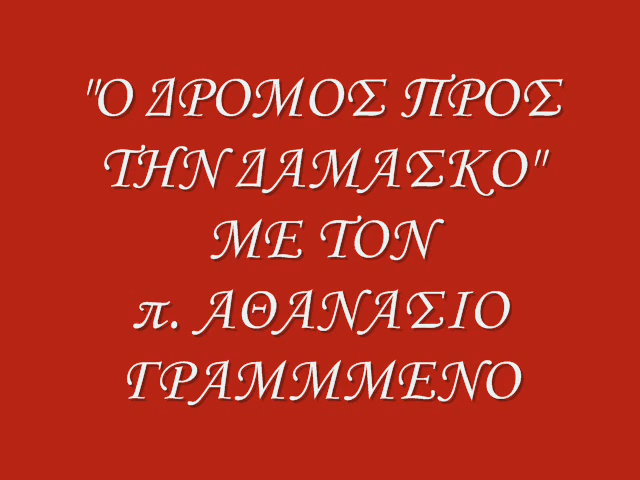 "Ο ΔΡΟΜΟΣ ΠΡΟΣ
ΤΗΝ ΔΑΜΑΣΚΟ"
ΜΕ ΤΟΝ
π. ΑΘΑΝΑΣΙΟ
ΓΡΑΜΜΜΕΝΟ